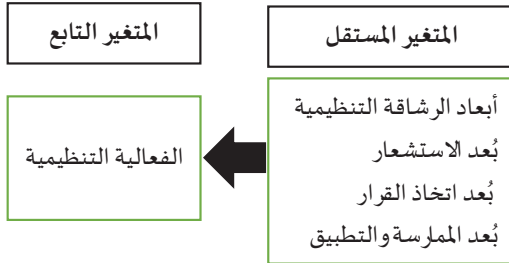 المتغير المستقل
المتغير التابع
أبعاد الرشاقة التنظيمية
بُعد الاستشعار
بُعد اتخاذ القرار
بُعد الممارسة والتطبيق
الفعالية التنظيمية